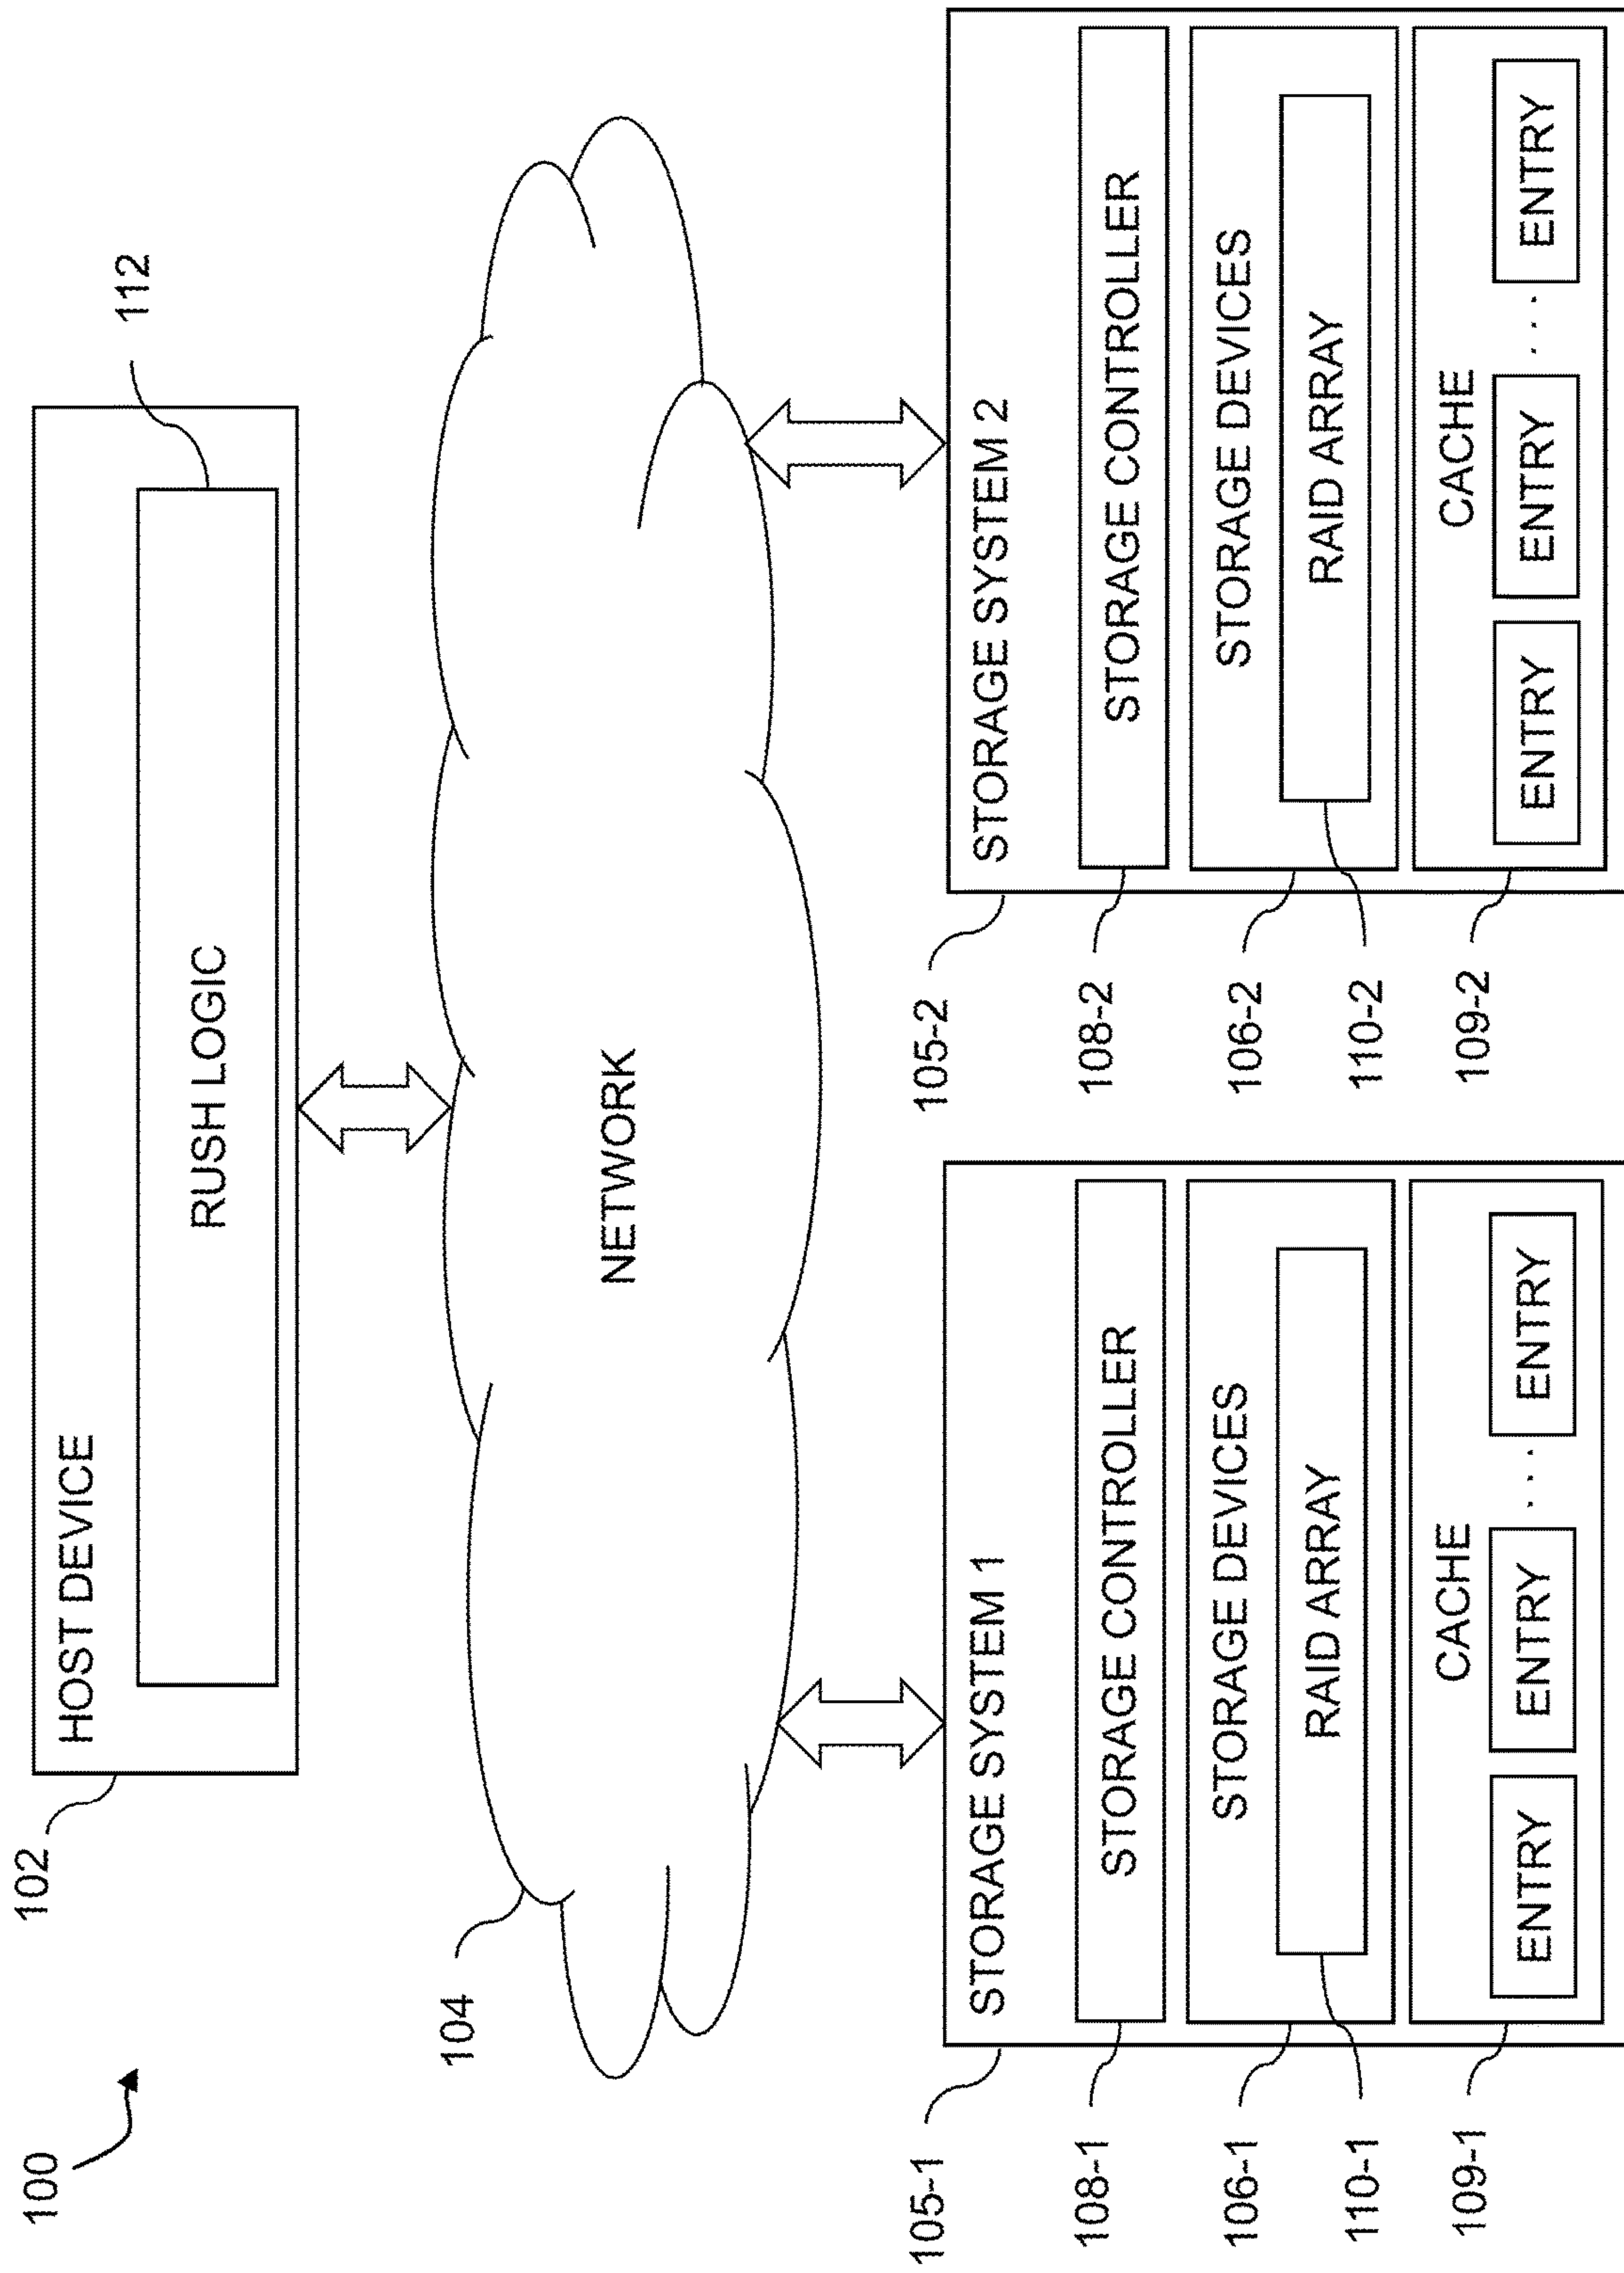 100
102
HOST DEVICE
RUSH LOGIC
112
104
NETWORK
105-1
STORAGE SYSTEM 1
108-1
STORAGE CONTROLLER
106-1
STORAGE DEVICES
110-1
RAID ARRAY
109-1
CACHE
ENTRY
ENTRY
. . .
ENTRY
105-2
STORAGE SYSTEM 2
108-2
STORAGE CONTROLLER
106-2
STORAGE DEVICES
110-2
RAID ARRAY
109-2
CACHE
ENTRY
ENTRY
. . .
ENTRY